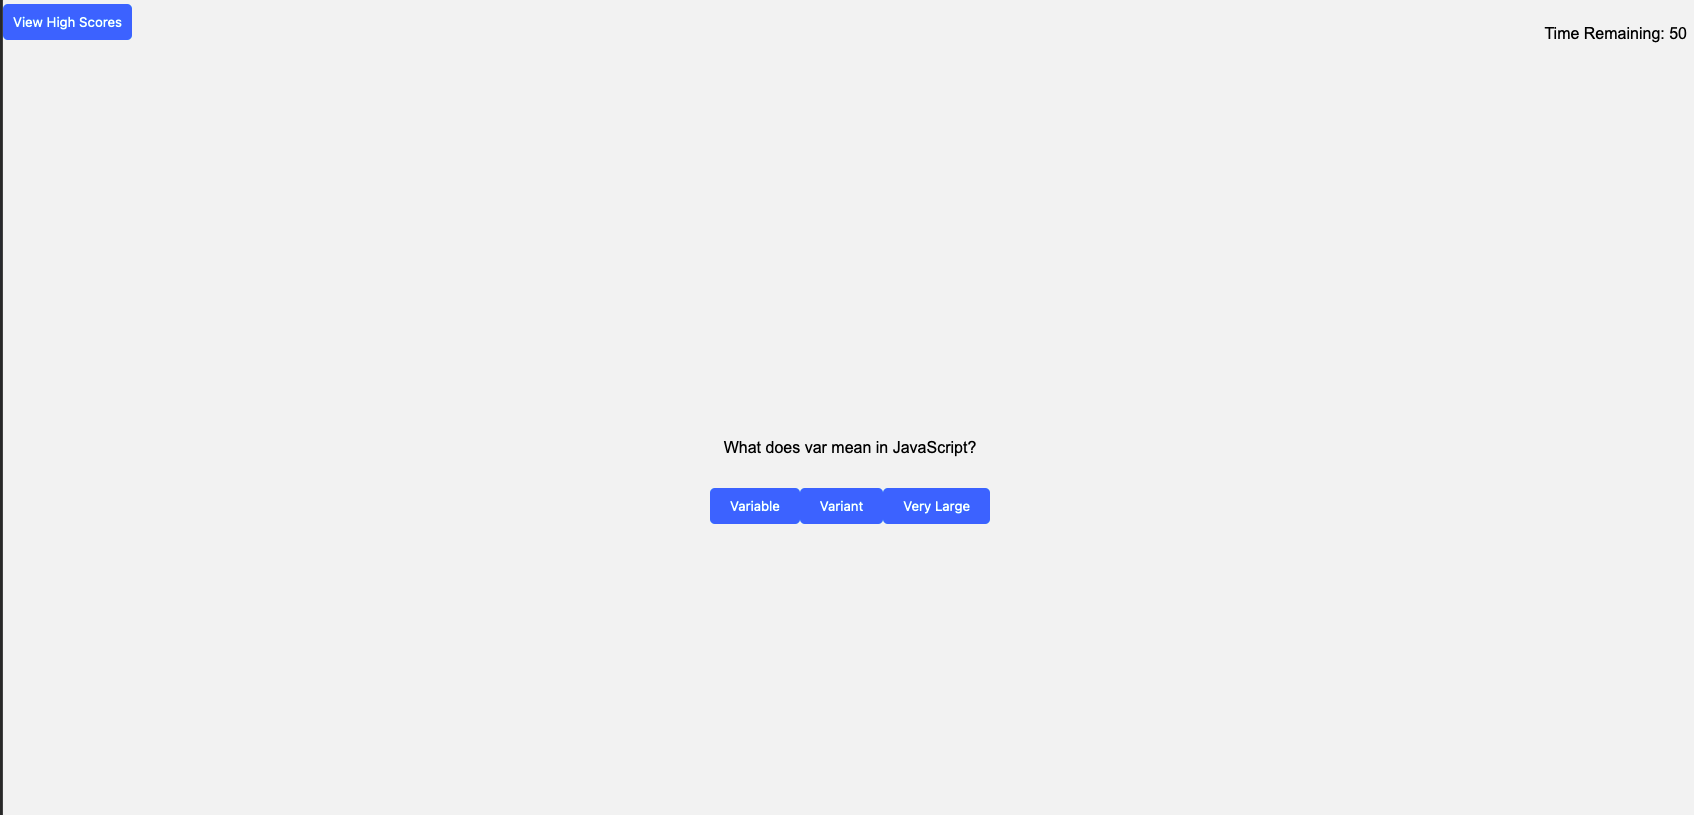 View High Scores
Time Remaining: 50
What does var mean in JavaScript?
Variable Variant Very Large